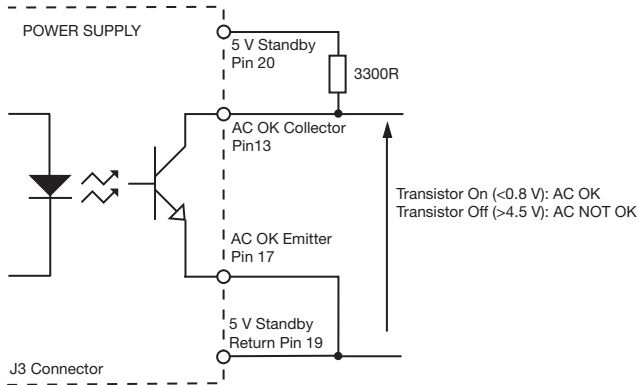 POWER SUPPLY
5 V Standby
Pin 20
3300R
AC OK Collector
Pin13
Transistor On (<0.8 V): AC OK
Transistor Off (>4.5 V): AC NOT OK
AC OK Emitter
Pin 17
5 V Standby
Return Pin 19
J3 Connector